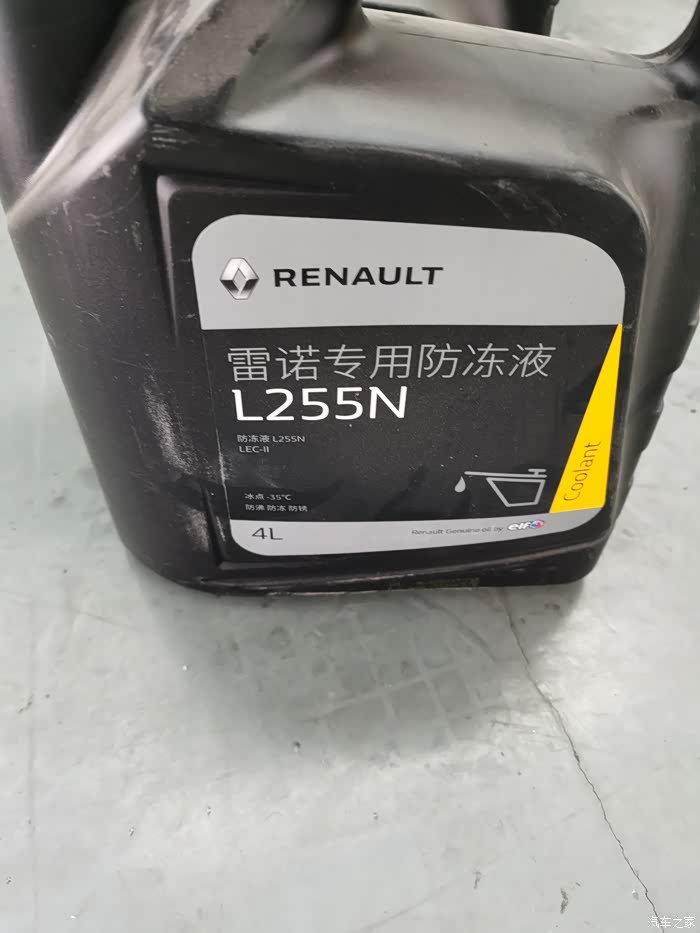 RENAULT
雷诺专用防冻液
L255N
防冻液 L255N
LEC-II
冰点 -35℃
防沸 防冻 防锈
Coolant
4L
Renault Genuine oil by elf
汽车之家